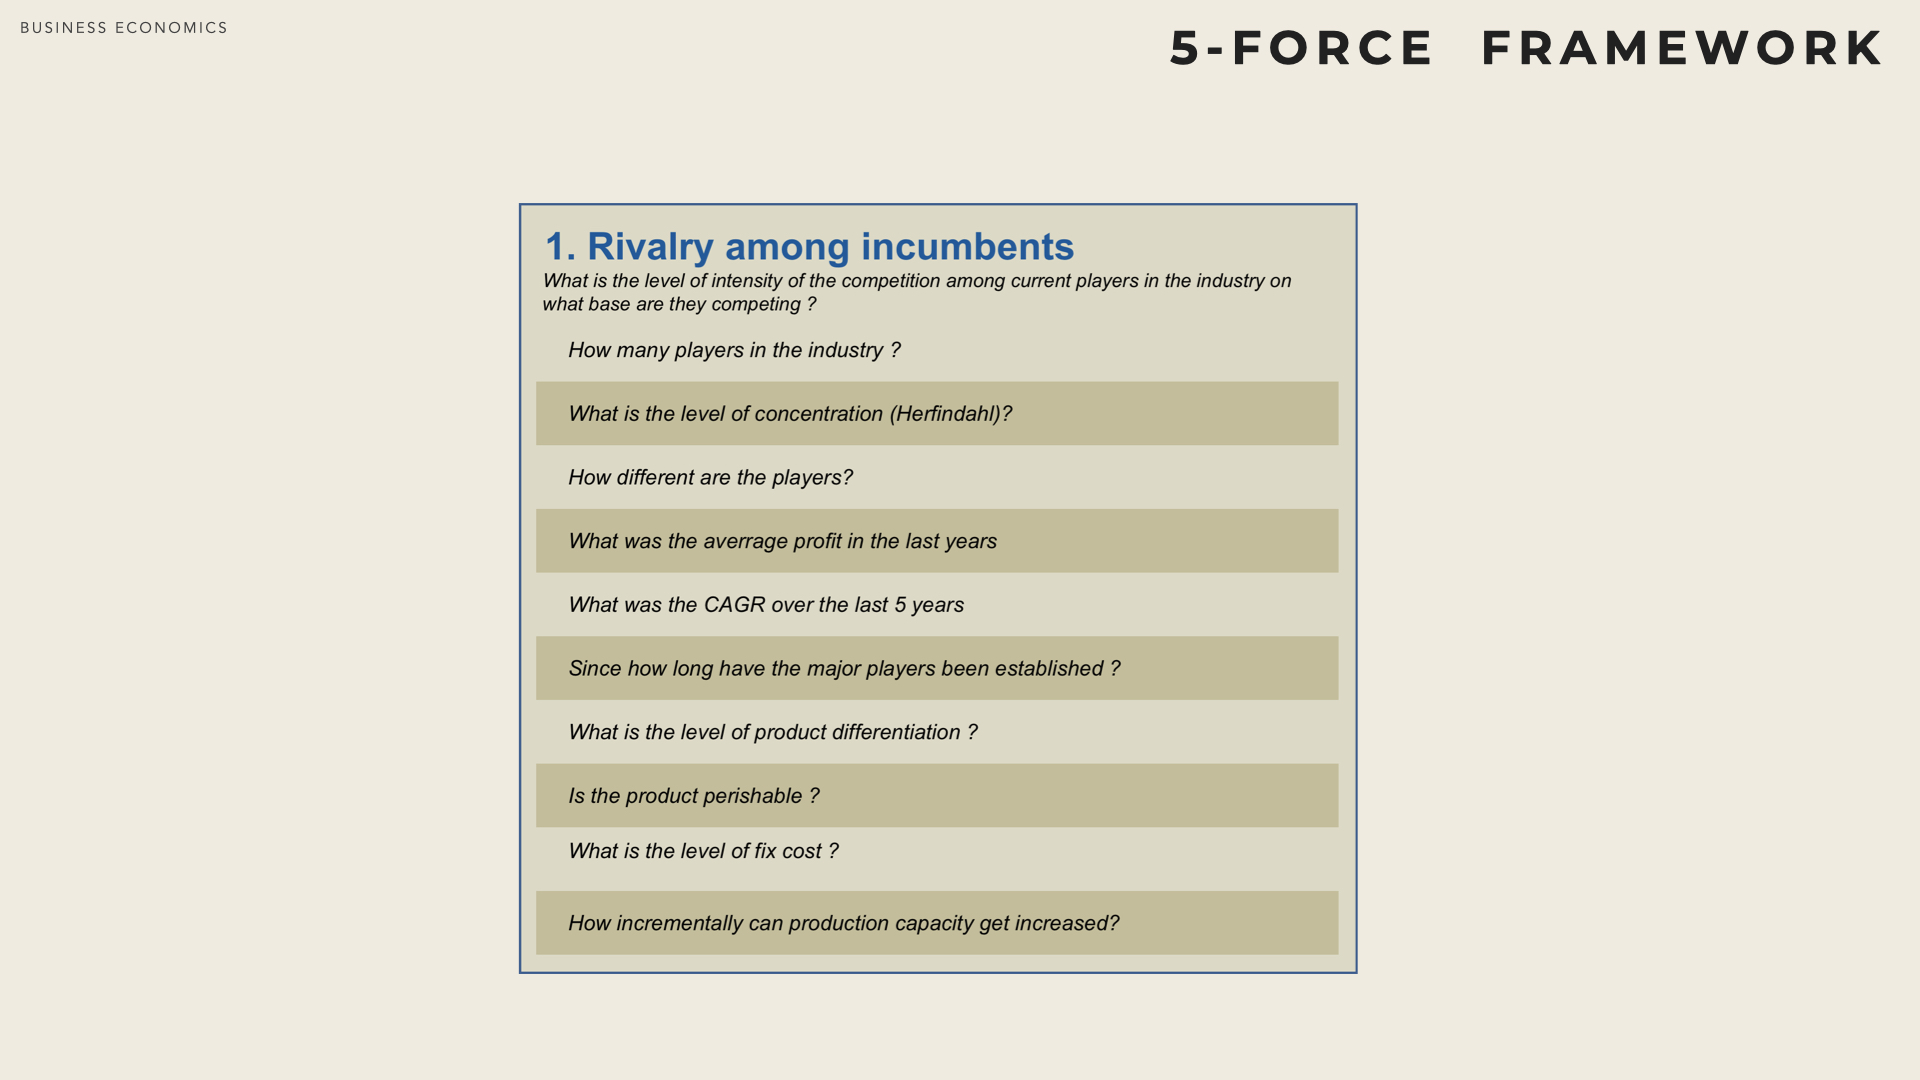 BUSINESS ECONOMICS
5-FORCE FRAMEWORK
1. Rivalry among incumbents
What is the level of intensity of the competition among current players in the industry on
what base are they competing ?
How many players in the industry ?
What is the level of concentration (Herfindahl)?
How different are the players?
What was the averrage profit in the last years
What was the CAGR over the last 5 years
Since how long have the major players been established ?
What is the level of product differentiation ?
Is the product perishable ?
What is the level of fix cost ?
How incrementally can production capacity get increased?